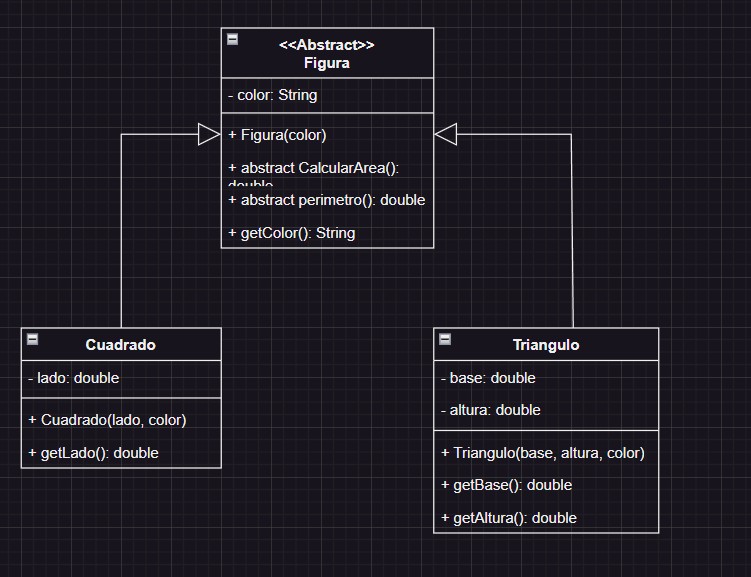 <<Abstract>>
Figura
- color: String
+ Figura(color)
+ abstract CalcularArea():
double
+ abstract perimetro(): double
+ getColor(): String
Cuadrado
- lado: double
+ Cuadrado(lado, color)
+ getLado(): double
Triangulo
- base: double
- altura: double
+ Triangulo(base, altura, color)
+ getBase(): double
+ getAltura(): double